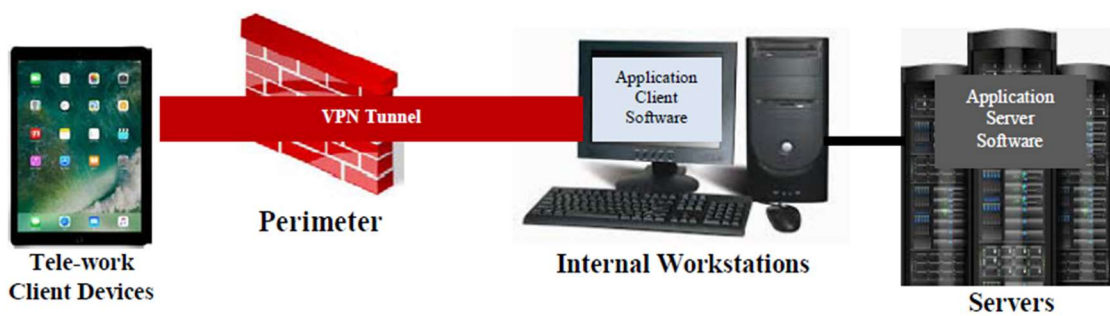 Tele-work
Client Devices
VPN Tunnel
Perimeter
Application
Client
Software
Internal Workstations
Application
Server
Software
Servers